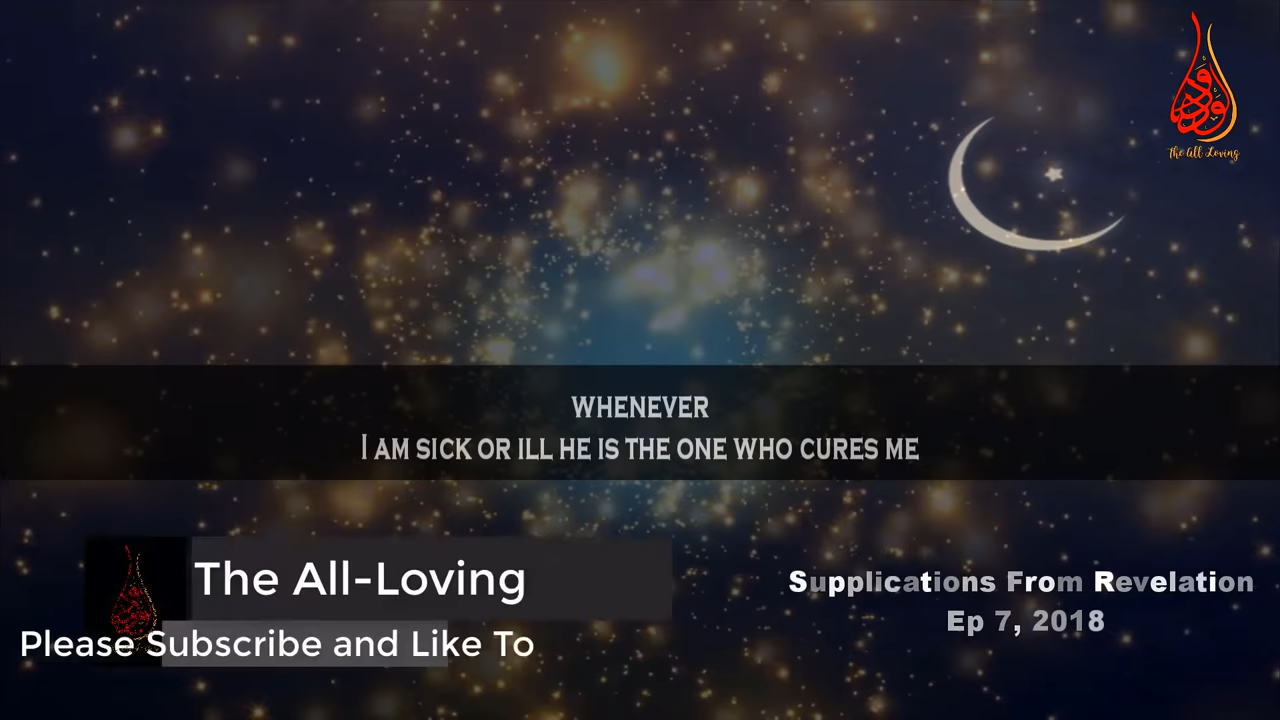 الودود
The All Loving
WHENEVER
I AM SICK OR ILL HE IS THE ONE WHO CURES ME
The All-Loving
Please Subscribe and Like To
Supplications From Revelation
Ep 7, 2018